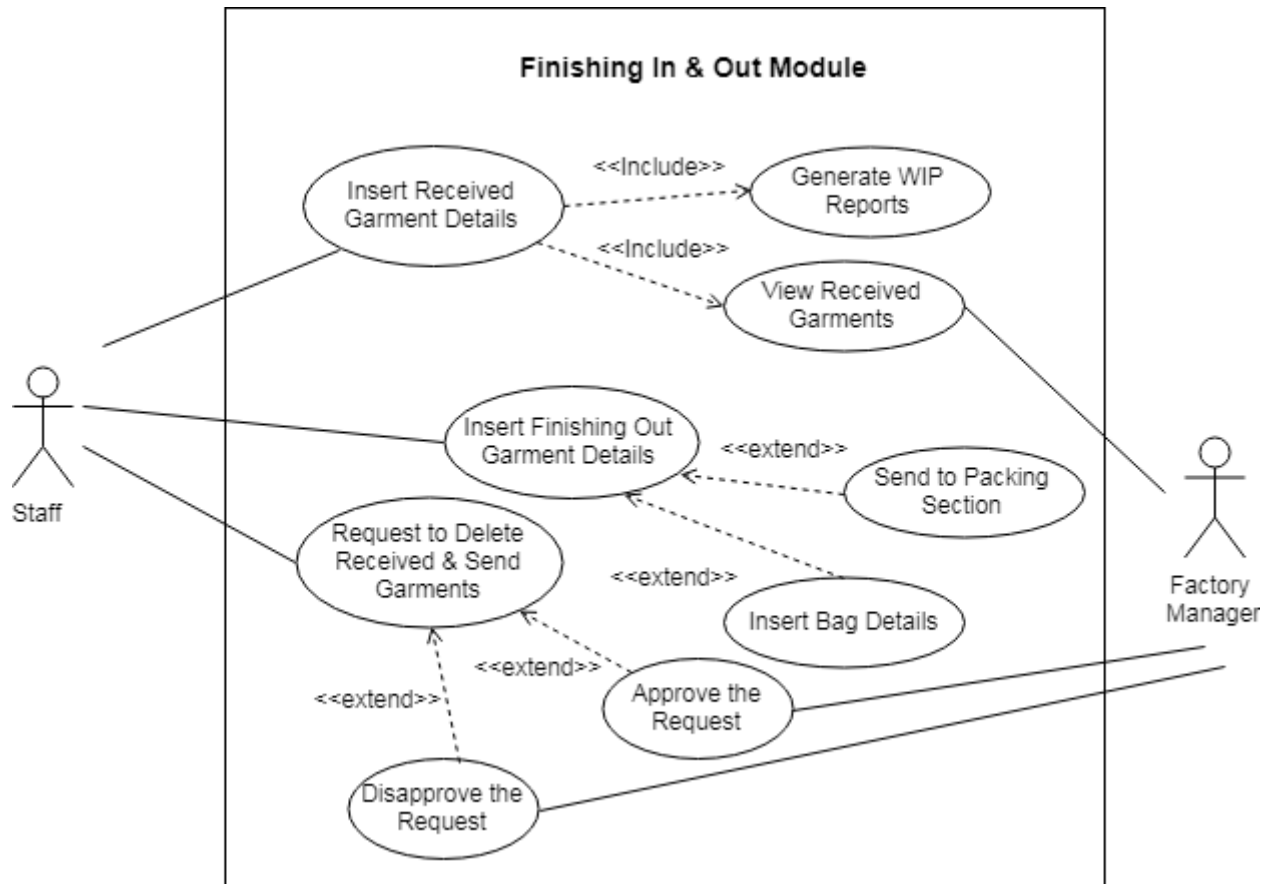 Finishing In & Out Module
<<Include>>
Insert Received
Garment Details
Generate WIP
Reports
<<Include>>
View Received
Garments
Insert Finishing Out
Garment Details
<<extend>>
Send to Packing
Section
Staff
Request to Delete
Received & Send
Garments
<<extend>>
Insert Bag Details
Factory
Manager
<<extend>>
Approve the
Request
<<extend>>
Disapprove the
Request